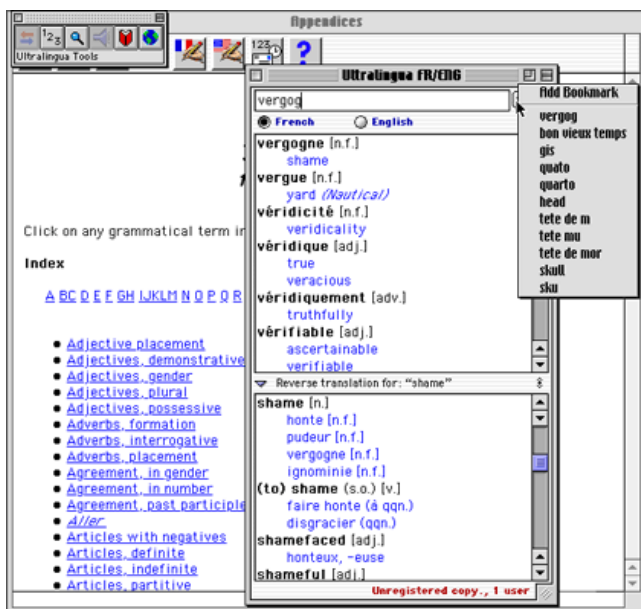 Appendices
Ultralingua Tools
123
?
Click on any grammatical term in
Index
A BC D E F GH IJKLM N O P Q R
Adjective placement
Adjectives, demonstrative
Adjectives, gender
Adjectives, plural
Adjectives, possessive
Adverbs, formation
Adverbs, interrogative
Adverbs, placement
Agreement, in gender
Agreement, in number
Agreement, past participle
Aller
Articles with negatives
Articles, definite
Articles, indefinite
Articles, partitive
Ultralingua FR/ENG
vergog
French English
vergogne [n.f.]
shame
vergue [n.f.]
yard (Nautical)
véridicité [n.f.]
veridicality
véridique [adj.]
true
veracious
véridiquement [adv.]
truthfully
vérifiable [adj.]
ascertainable
verifiable
Reverse translation for: “shame”
shame [n.]
honte [n.f.]
pudeur [n.f.]
vergogne [n.f.]
ignominie [n.f.]
(to) shame (s.o.) [v.]
faire honte (à qqn.)
disgracier (qqn.)
shamefaced [adj.]
honteux, -euse
shameful [adj.]
Unregistered copy., 1 user
Add Bookmark
vergog
bon vieux temps
gis
quato
quarto
head
tete de m
tete mu
tete de mor
skull
sku